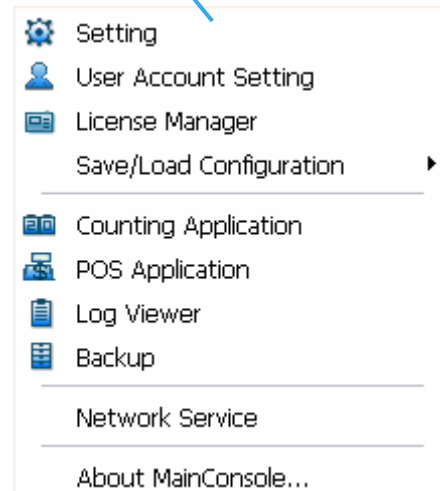 Setting
User Account Setting
License Manager
Save/Load Configuration
Counting Application
POS Application
Log Viewer
Backup
Network Service
About MainConsole...